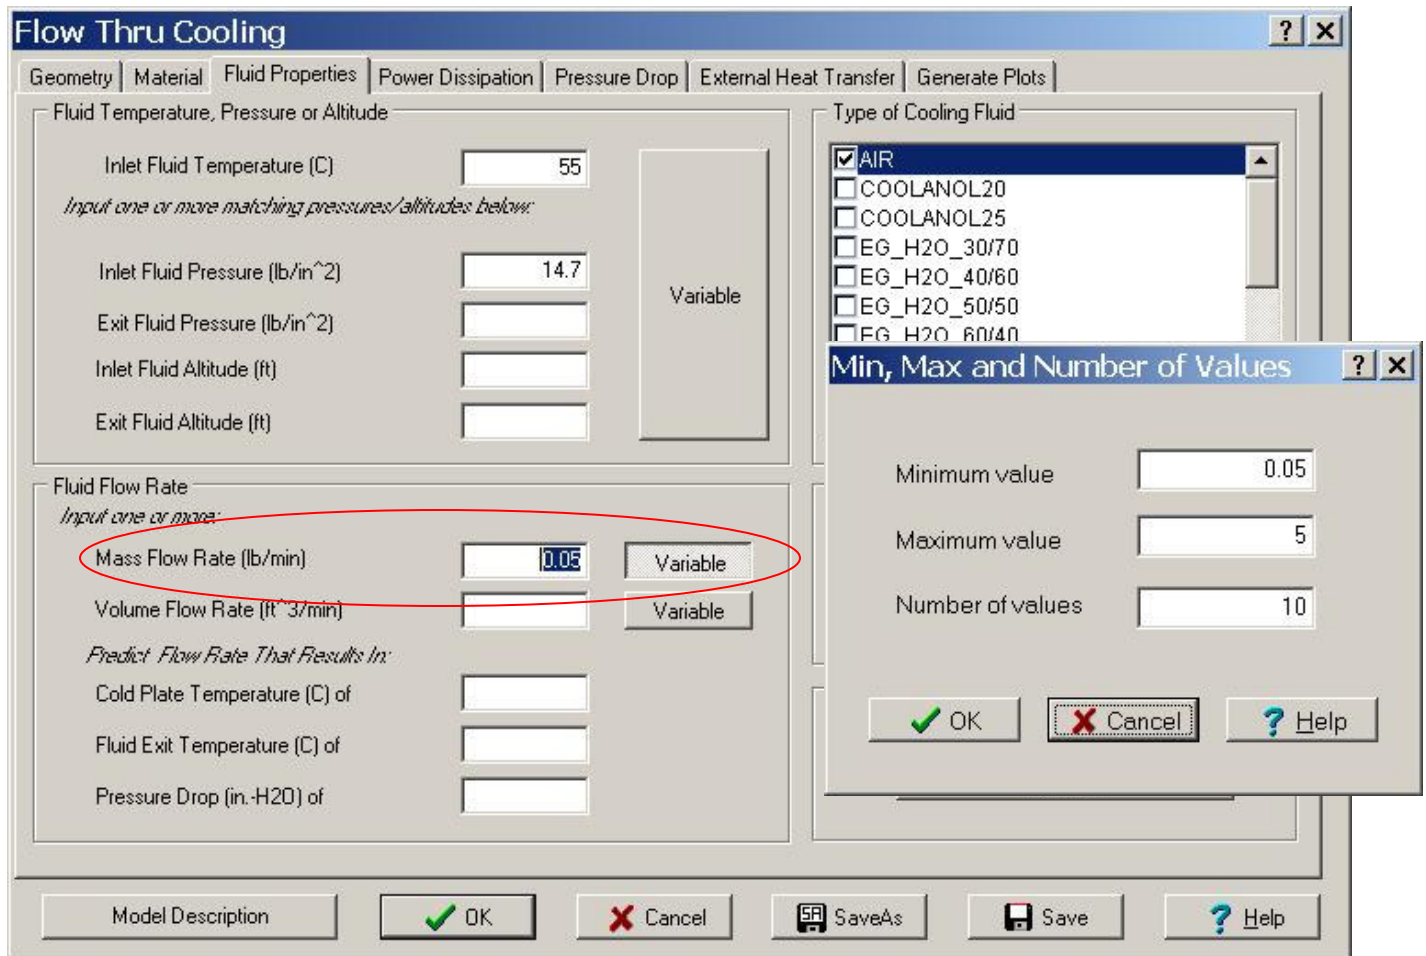 Flow Thru Cooling
Geometry Material Fluid Properties Power Dissipation Pressure Drop External Heat Transfer Generate Plots
Fluid Temperature, Pressure or Altitude
Inlet Fluid Temperature (C) 55
Input one or more matching pressures/altitudes below:
Inlet Fluid Pressure (lb/in^2) 14.7
Exit Fluid Pressure (lb/in^2)
Inlet Fluid Altitude (ft)
Exit Fluid Altitude (ft)
Variable
Type of Cooling Fluid
AIR
COOLANOL20
COOLANOL25
EG_H2O_30/70
EG_H2O_40/60
EG_H2O_50/50
EG_H2O_60/40
Fluid Flow Rate
Input one or more:
Mass Flow Rate (lb/min) 0.05 Variable
Volume Flow Rate (ft^3/min) Variable
Predict Flow Rate That Results In:
Cold Plate Temperature (C) of
Fluid Exit Temperature (C) of
Pressure Drop (in.-H2O) of
Min, Max and Number of Values
Minimum value 0.05
Maximum value 5
Number of values 10
OK Cancel Help
Model Description OK Cancel SaveAs Save Help